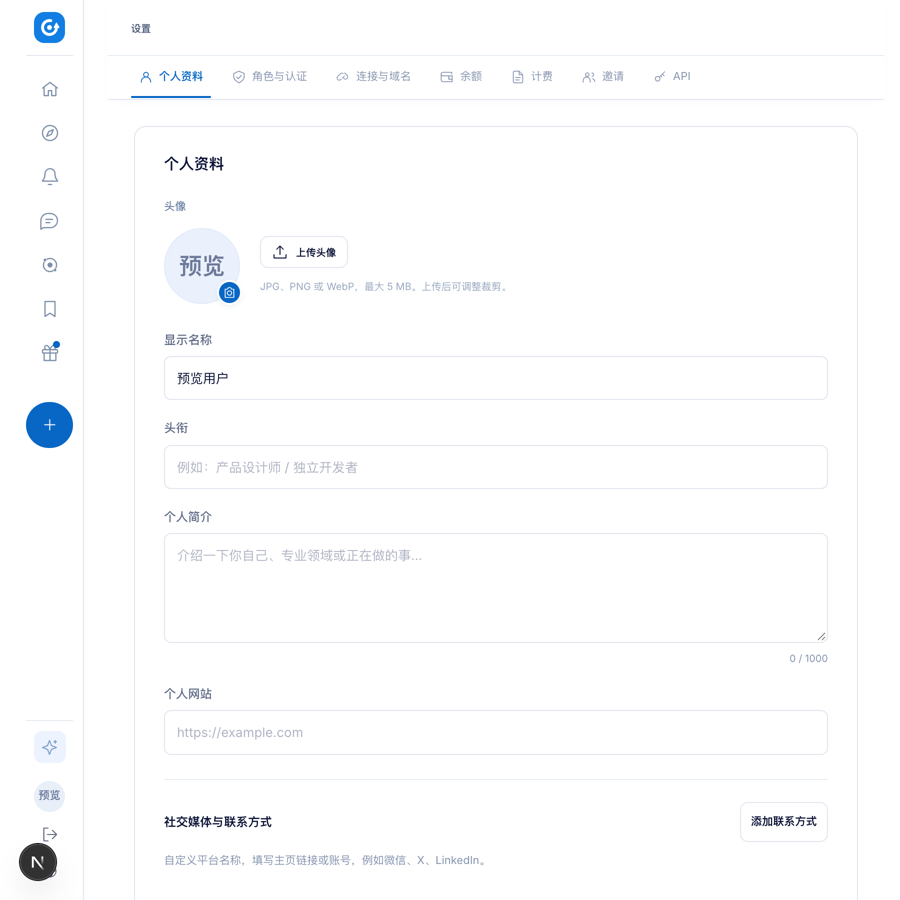 设置
个人资料
角色与认证
连接与域名
余额
计费
邀请
API
个人资料
头像
预览
上传头像
JPG、PNG 或 WebP，最大 5 MB。上传后可调整裁剪。
显示名称
预览用户
头衔
例如：产品设计师 / 独立开发者
个人简介
介绍一下你自己、专业领域或正在做的事...
0 / 1000
个人网站
https://example.com
社交媒体与联系方式
添加联系方式
自定义平台名称，填写主页链接或账号，例如微信、X、LinkedIn。
预览
N